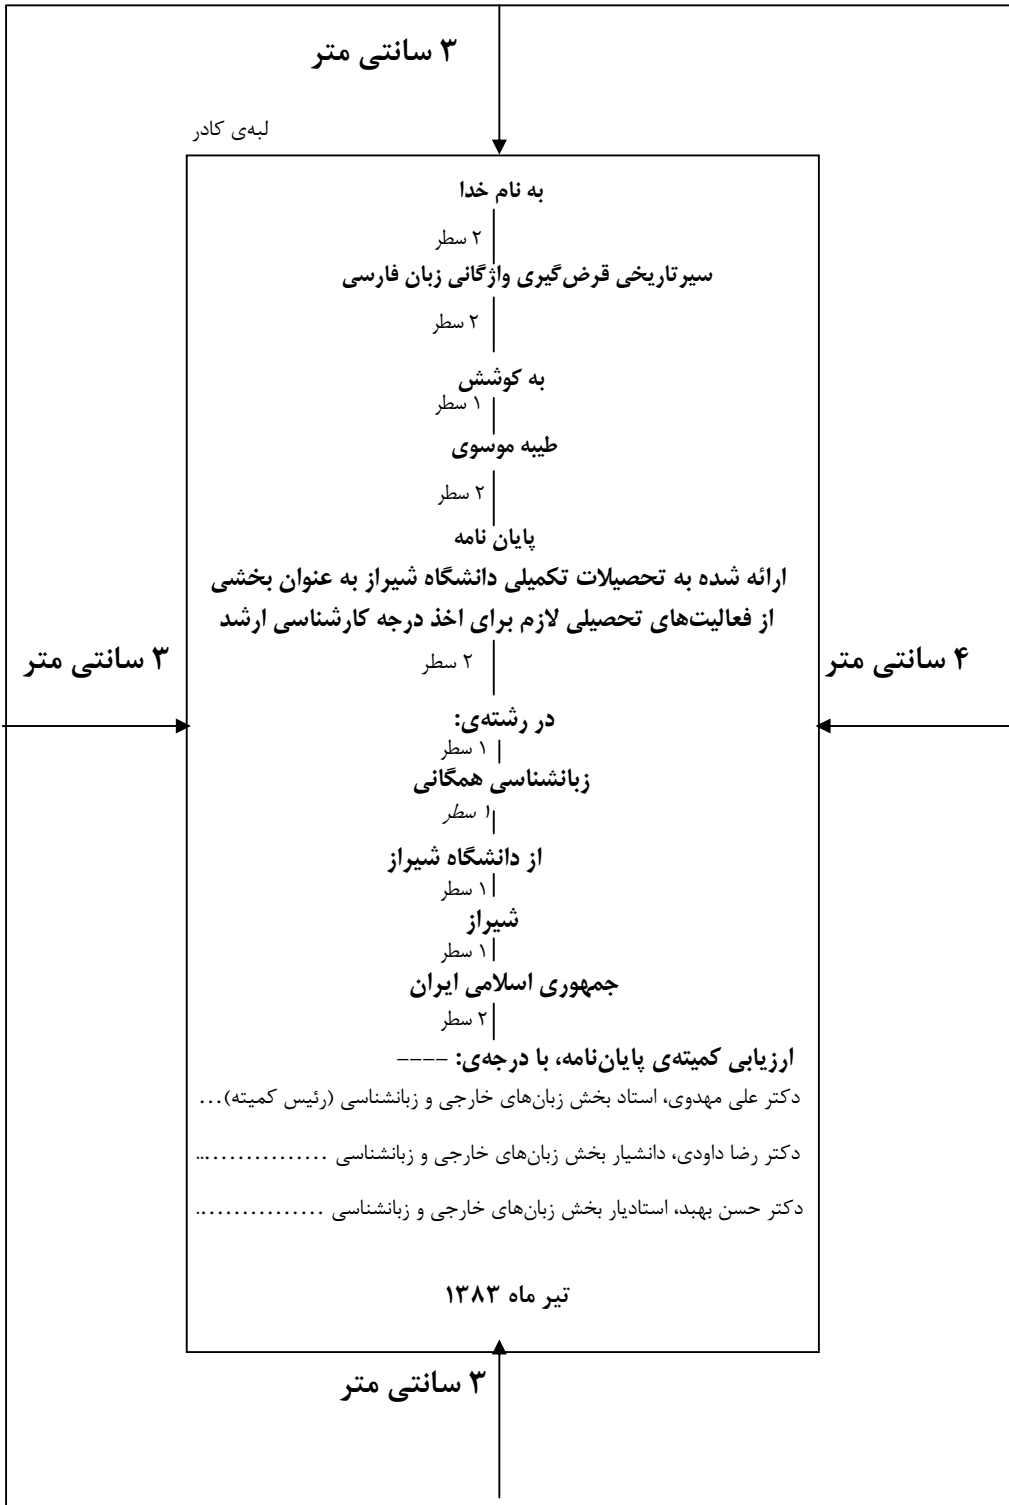 ۳ سانتی متر
لبه‌ی کادر
به نام خدا
۲ سطر
سیرتاریخی قرض‌گیری واژگانی زبان فارسی
۲ سطر
به کوشش
۱ سطر
طیبه موسوی
۲ سطر
پایان نامه
ارائه شده به تحصیلات تکمیلی دانشگاه شیراز به عنوان بخشی
از فعالیت‌های تحصیلی لازم برای اخذ درجه کارشناسی ارشد
۴ سانتی متر
۲ سطر
۳ سانتی متر
در رشته‌ی:
۱ سطر
زبانشناسی همگانی
۱ سطر
از دانشگاه شیراز
۱ سطر
شیراز
۱ سطر
جمهوری اسلامی ایران
۲ سطر
ارزیابی کمیته‌ی پایان‌نامه، با درجه‌ی: ----
دکتر علی مهدوی، استاد بخش زبان‌های خارجی و زبانشناسی (رئیس کمیته)...
دکتر رضا داودی، دانشیار بخش زبان‌های خارجی و زبانشناسی .................
دکتر حسن بهبد، استادیار بخش زبان‌های خارجی و زبانشناسی ................
تیر ماه ۱۳۸۳
۳ سانتی متر